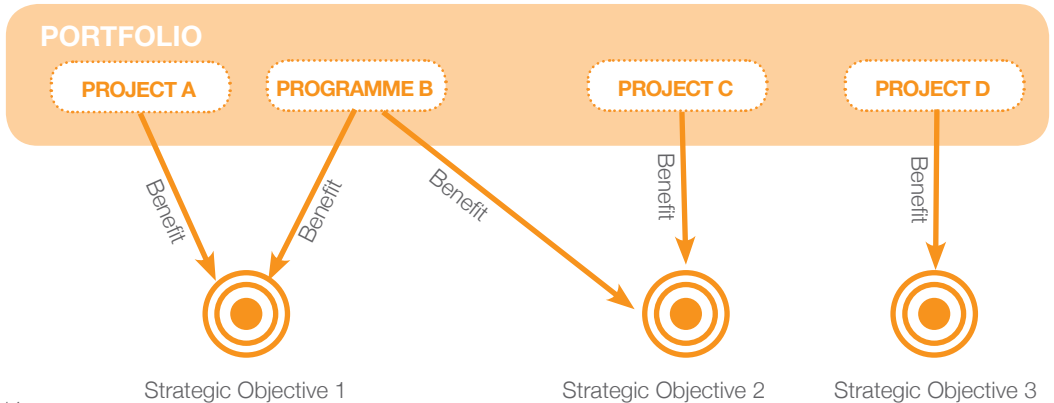 PORTFOLIO
PROJECT A
PROGRAMME B
PROJECT C
PROJECT D
Benefit
Benefit
Benefit
Benefit
Benefit
Strategic Objective 1
Strategic Objective 2
Strategic Objective 3